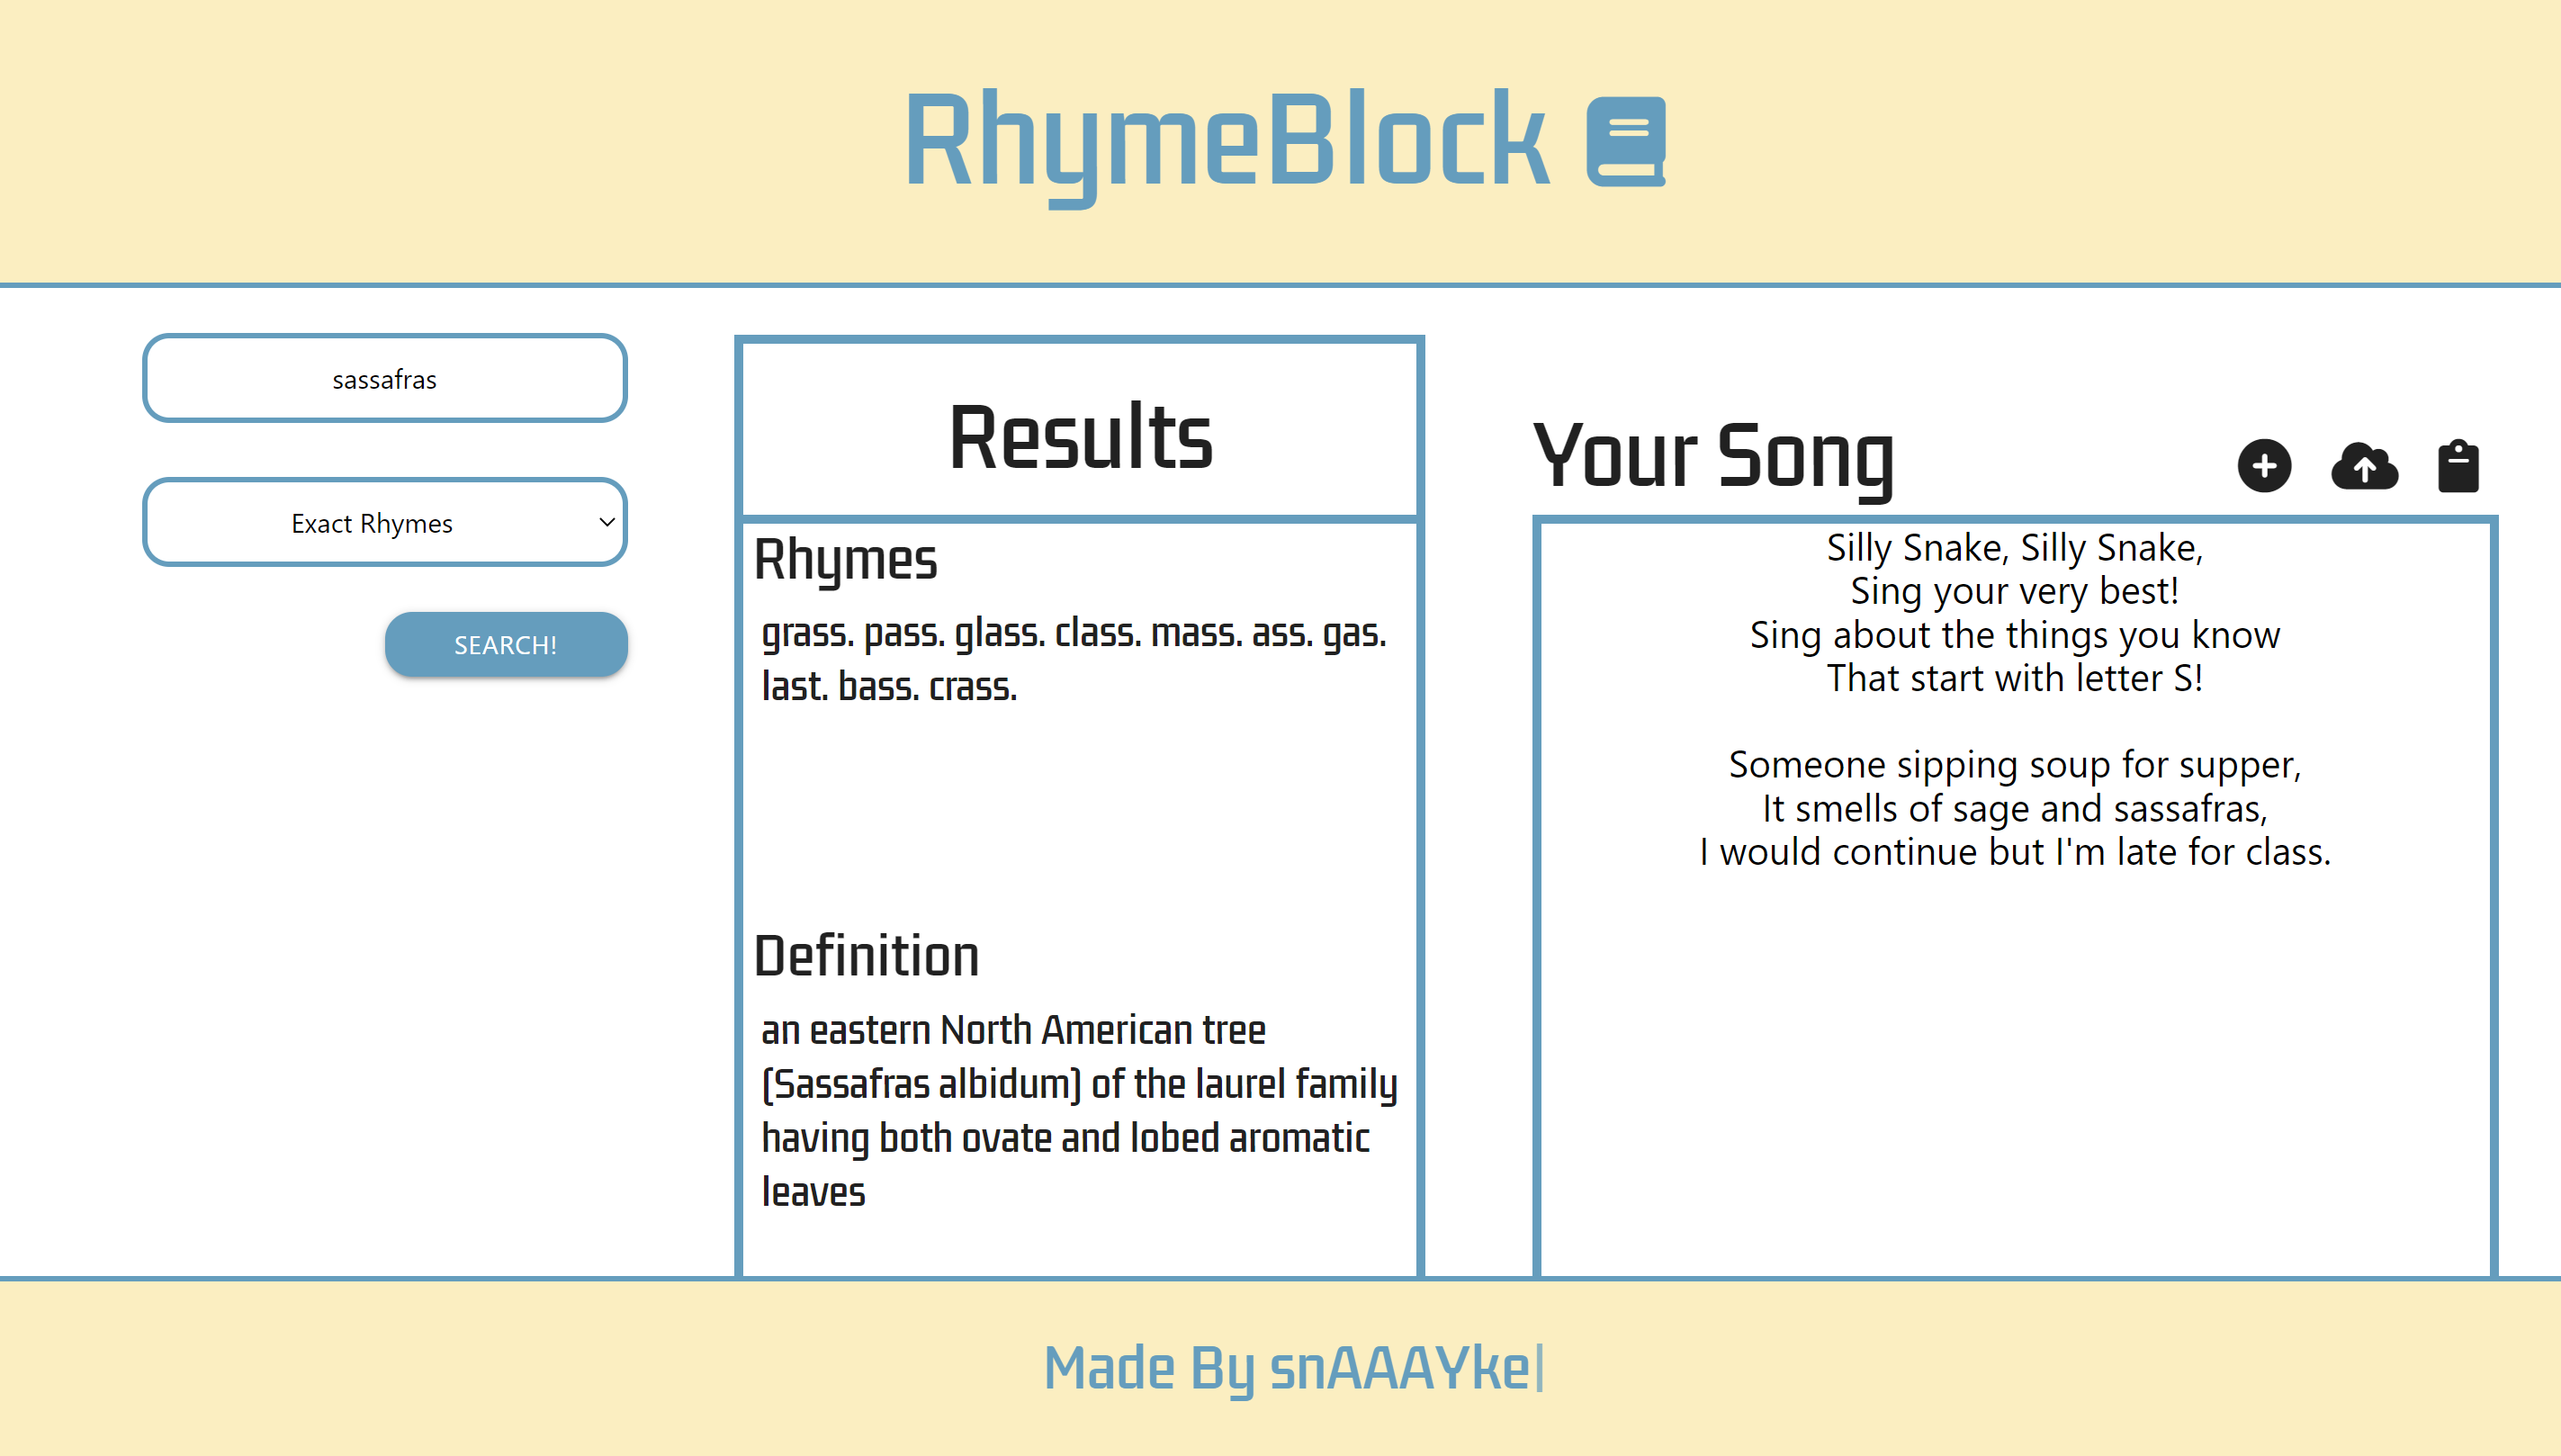 RhymeBlock
sassafras
Exact Rhymes
SEARCH!
Results
Rhymes
grass. pass. glass. class. mass. ass. gas.
last. bass. crass.
Definition
an eastern North American tree
(Sassafras albidum) of the laurel family
having both ovate and lobed aromatic
leaves
Your Song
Silly Snake, Silly Snake,
Sing your very best!
Sing about the things you know
That start with letter S!
Someone sipping soup for supper,
It smells of sage and sassafras,
I would continue but I'm late for class.
Made By snAAAYke|